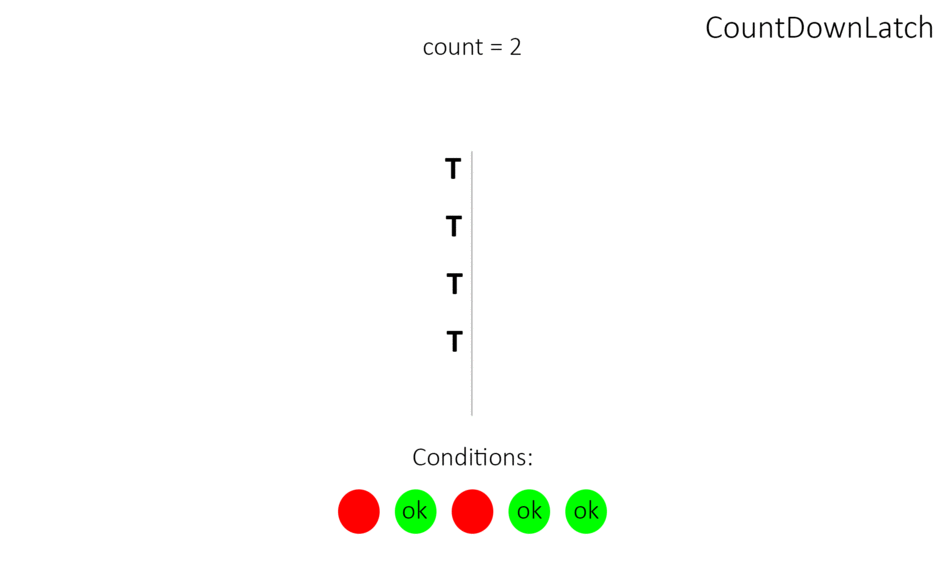 CountDownLatch
count = 2
T
T
T
T
Conditions:
ok ok ok